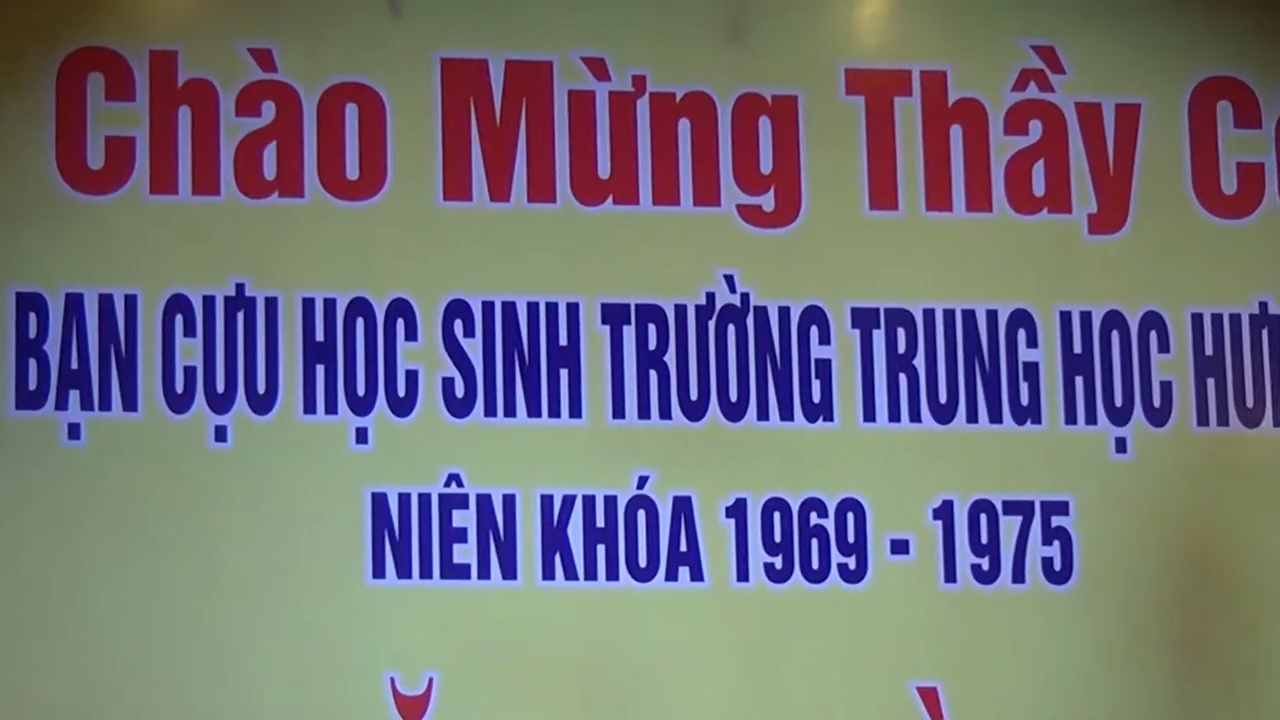 Chào Mừng Thầy
BẠN CỰU HỌC SINH TRƯỜNG TRUNG HỌC
NIÊN KHÓA 1969 - 1975